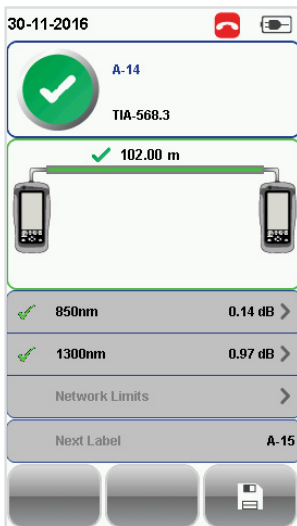 30-11-2016
A-14
TIA-568.3
102.00 m
850nm 0.14 dB
1300nm 0.97 dB
Network Limits
Next Label A-15